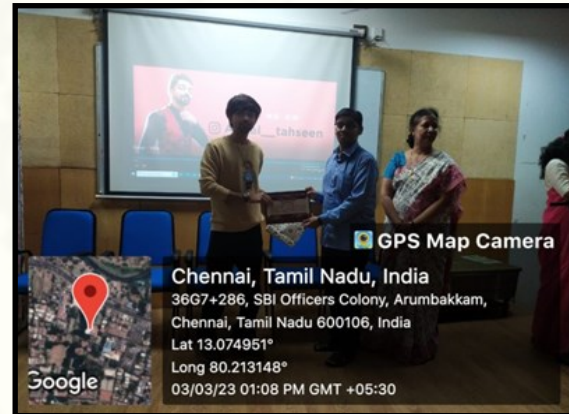 tahseen
GPS Map Camera
Chennai, Tamil Nadu, India
36G7+286, SBI Officers Colony, Arumbakkam,
Chennai, Tamil Nadu 600106, India
Lat 13.074951°
Long 80.213148°
03/03/23 01:08 PM GMT +05:30
Google